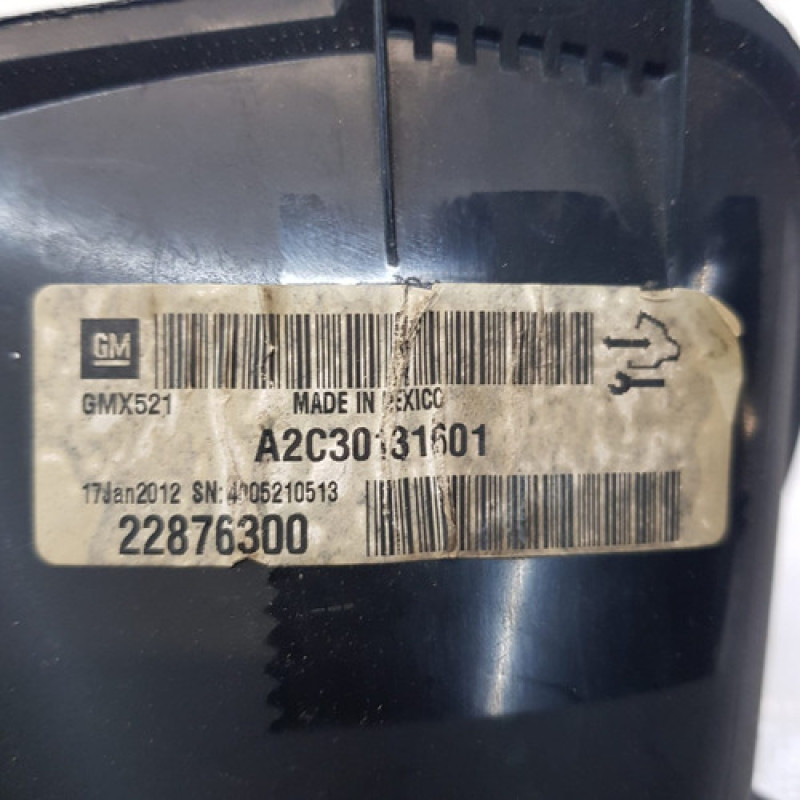 GM
GMX521 MADE IN MEXICO
A2C30131601
17Jan2012 SN:4005210513
22876300